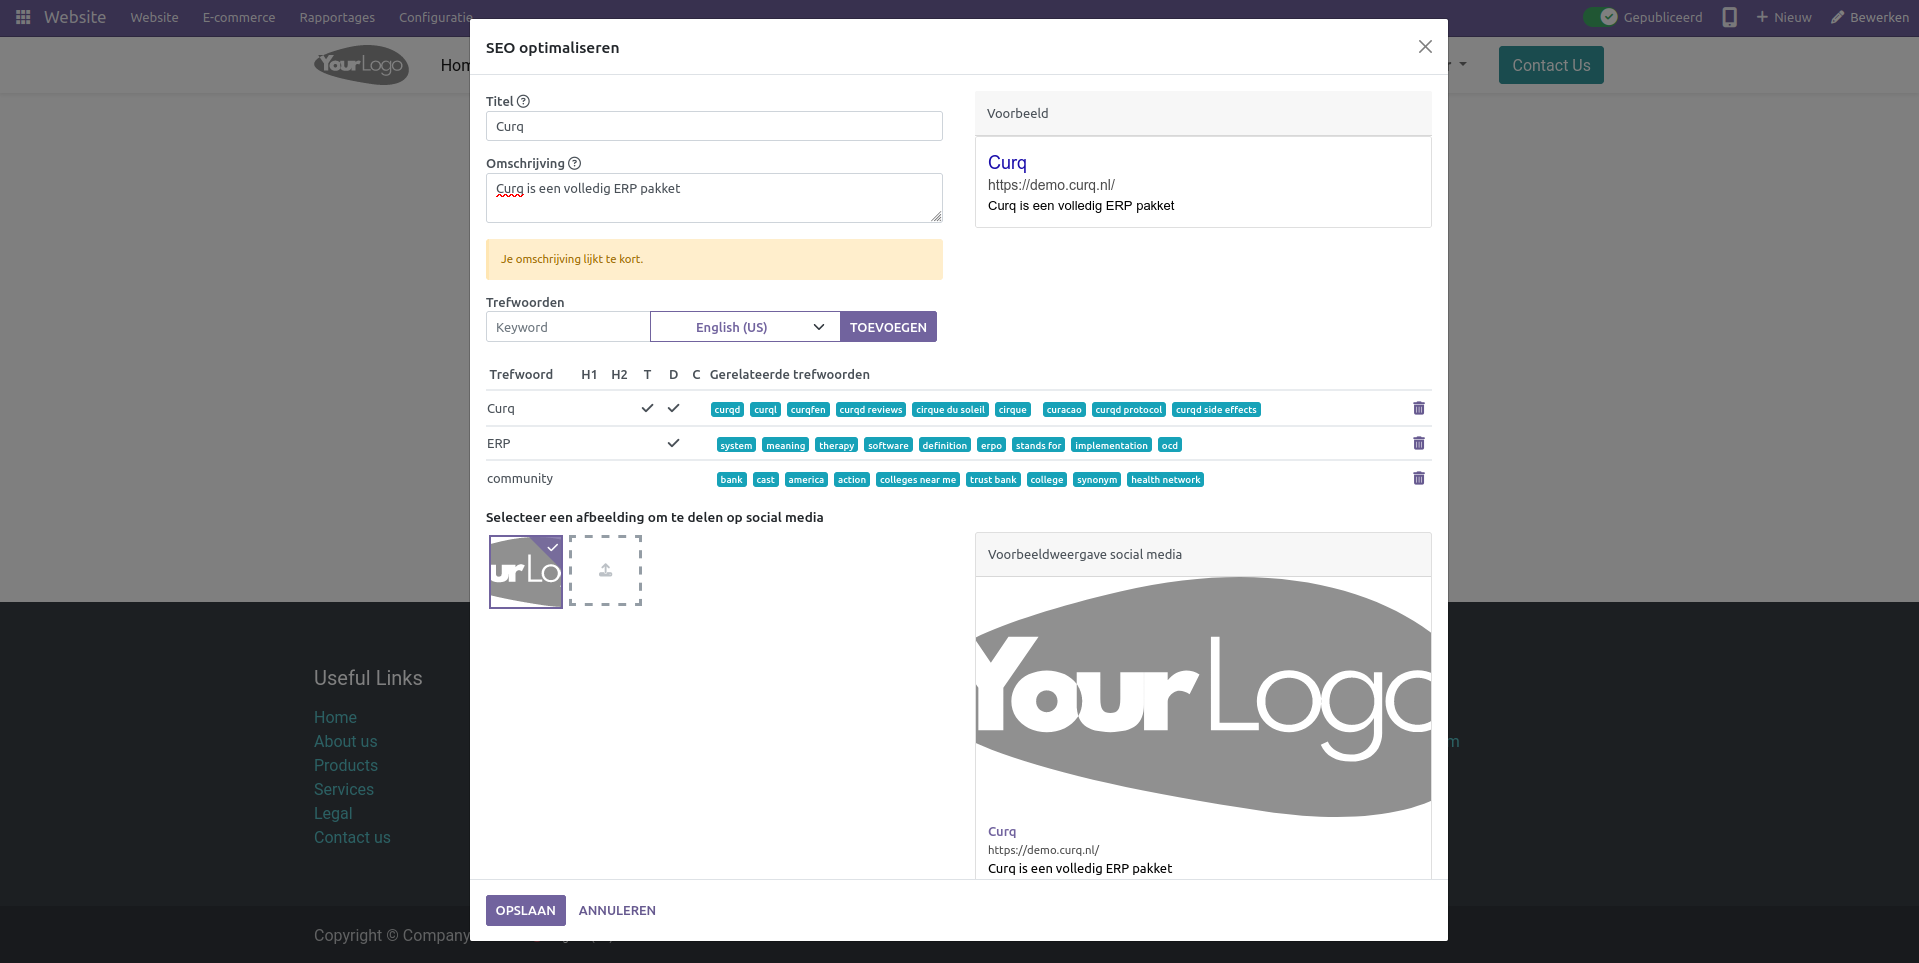 Website
Website
E-commerce
Rapportages
Configuratie
Gepubliceerd
Nieuw
Bewerken
YourLogo
Contact Us
SEO optimaliseren
Titel
Curq
Omschrijving
Curq is een volledig ERP pakket
Je omschrijving lijkt te kort.
Voorbeeld
Curq
https://demo.curq.nl/
Curq is een volledig ERP pakket
Trefwoorden
Keyword
English (US)
TOEVOEGEN
Trefwoord H1 H2 T D C Gerelateerde trefwoorden
Curq curqd curql curqfen curqd reviews cirque du soleil cirque curacao curqd protocol curqd side effects
ERP system meaning therapy software definition erpo stands for implementation ocd
community bank cast america action colleges near me trust bank college synonym health network
Selecteer een afbeelding om te delen op social media
ur Lo
Voorbeeldweergave social media
YourLogo
Curq
https://demo.curq.nl/
Curq is een volledig ERP pakket
OPSLAAN
ANNULEREN
Useful Links
Home
About us
Products
Services
Legal
Contact us
Copyright © Company